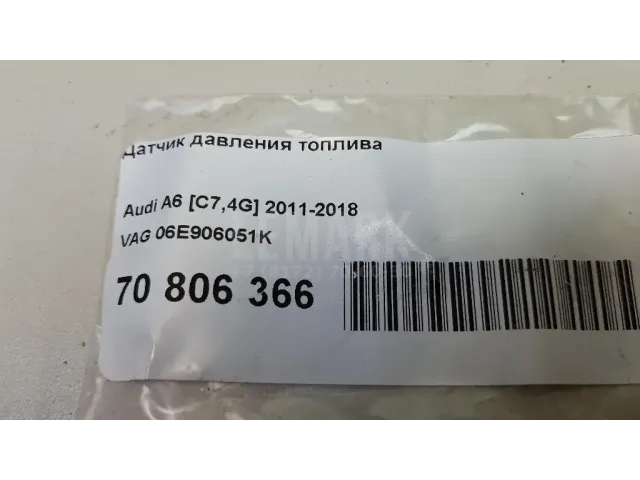 Датчик давления топлива
Audi A6 [C7,4G] 2011-2018
VAG 06E906051K
70 806 366